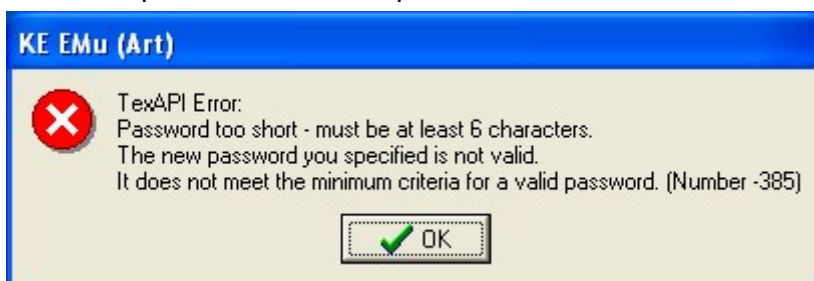 KE EMu (Art)
TexAPI Error:
Password too short - must be at least 6 characters.
The new password you specified is not valid.
It does not meet the minimum criteria for a valid password. (Number -385)
OK